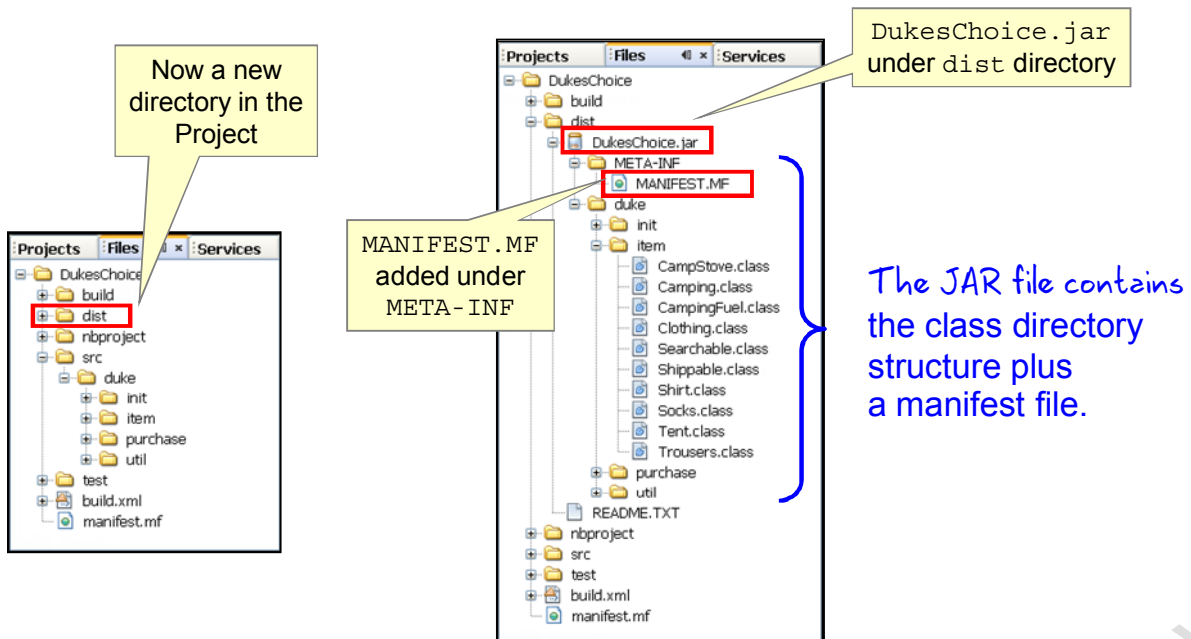 Now a new
directory in the
Project
Projects Files × Services
DukesChoice
build
dist
nbproject
src
duke
init
item
purchase
util
test
build.xml
manifest.mf
DukesChoice.jar
under dist directory
Projects Files × Services
DukesChoice
build
dist
DukesChoice.jar
META-INF
MANIFEST.MF
duke
init
item
CampStove.class
Camping.class
CampingFuel.class
Clothing.class
Searchable.class
Shippable.class
Shirt.class
Socks.class
Tent.class
Trousers.class
purchase
util
README.TXT
nbproject
src
test
build.xml
manifest.mf
MANIFEST.MF
added under
META-INF
The JAR file contains
the class directory
structure plus
a manifest file.